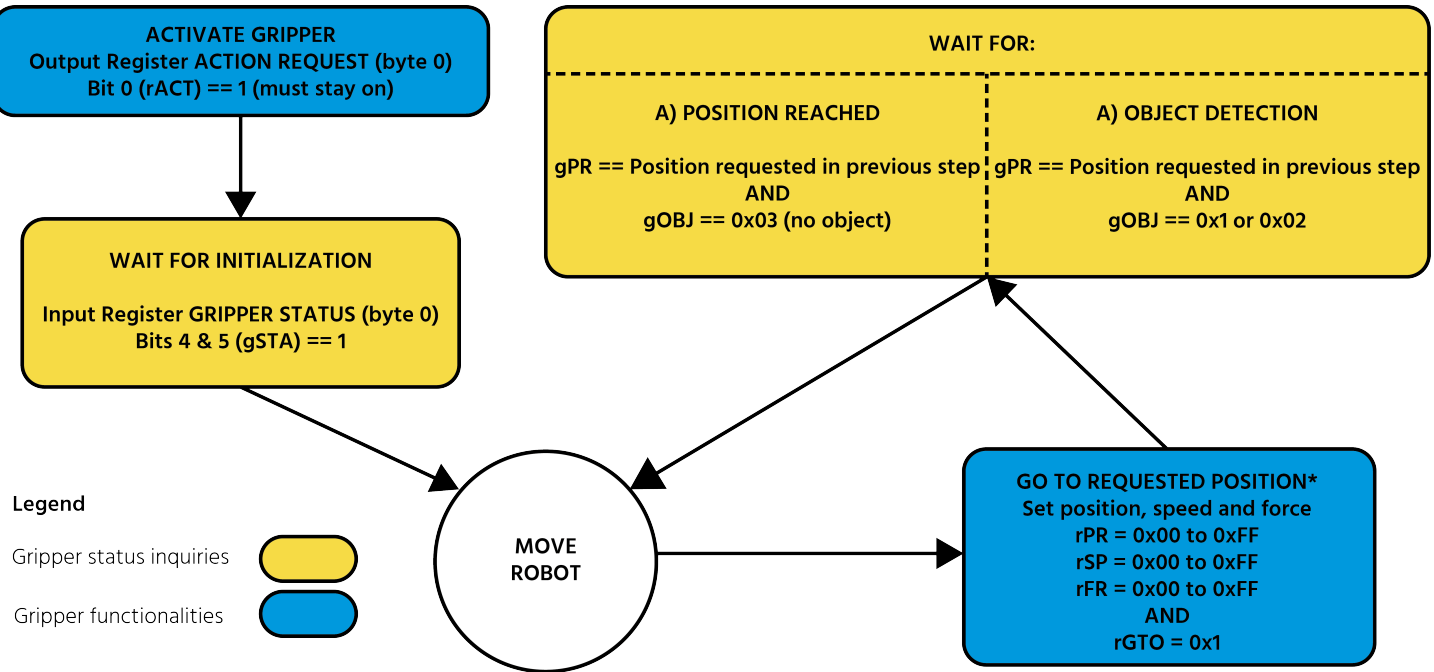 ACTIVATE GRIPPER
Output Register ACTION REQUEST (byte 0)
Bit 0 (rACT) == 1 (must stay on)
WAIT FOR INITIALIZATION
Input Register GRIPPER STATUS (byte 0)
Bits 4 & 5 (gSTA) == 1
WAIT FOR:
A) POSITION REACHED
gPR == Position requested in previous step
AND
gOBJ == 0x03 (no object)
A) OBJECT DETECTION
gPR == Position requested in previous step
AND
gOBJ == 0x1 or 0x02
MOVE
ROBOT
GO TO REQUESTED POSITION*
Set position, speed and force
rPR = 0x00 to 0xFF
rSP = 0x00 to 0xFF
rFR = 0x00 to 0xFF
AND
rGTO = 0x1
Legend
Gripper status inquiries
Gripper functionalities